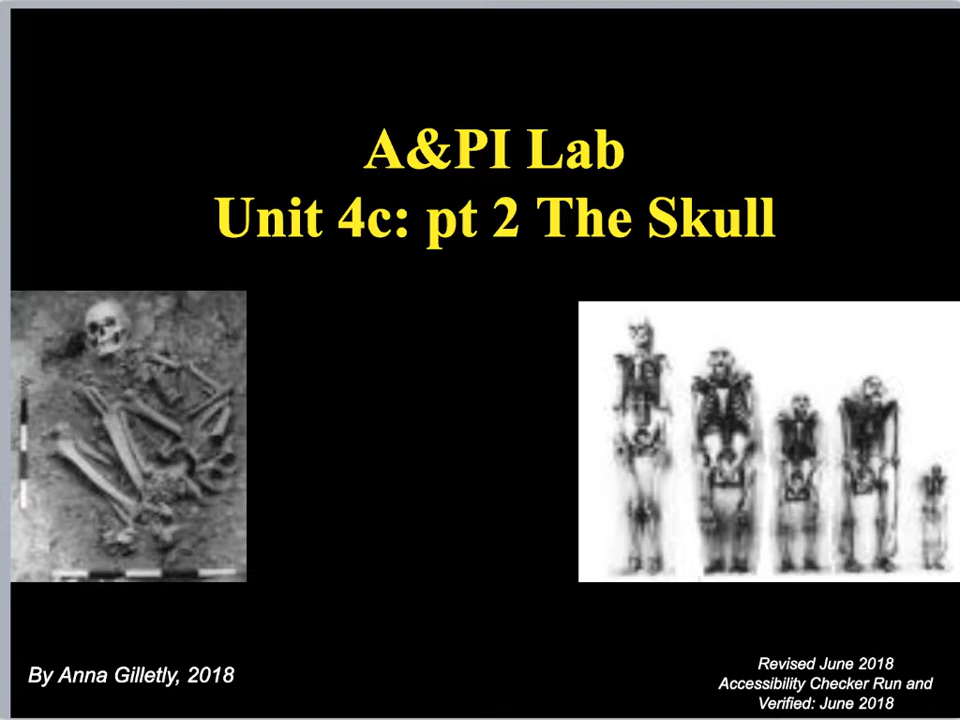 A&PI Lab
Unit 4c: pt 2 The Skull
By Anna Gilletly, 2018
Revised June 2018
Accessibility Checker Run and
Verified: June 2018